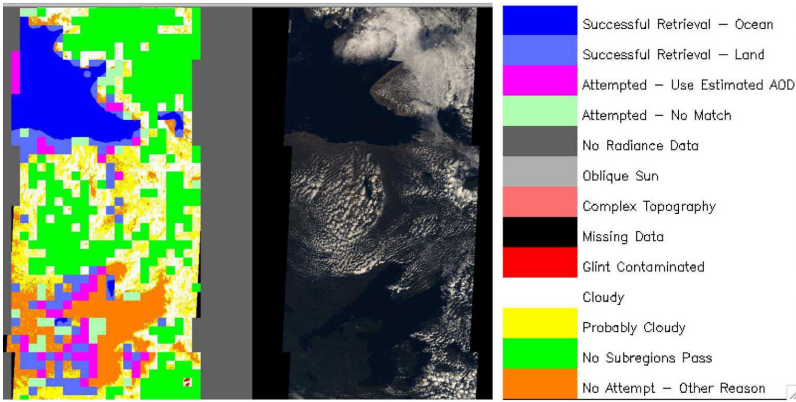 Successful Retrieval – Ocean
Successful Retrieval – Land
Attempted – Use Estimated AOD
Attempted – No Match
No Radiance Data
Oblique Sun
Complex Topography
Missing Data
Glint Contaminated
Cloudy
Probably Cloudy
No Subregions Pass
No Attempt – Other Reason